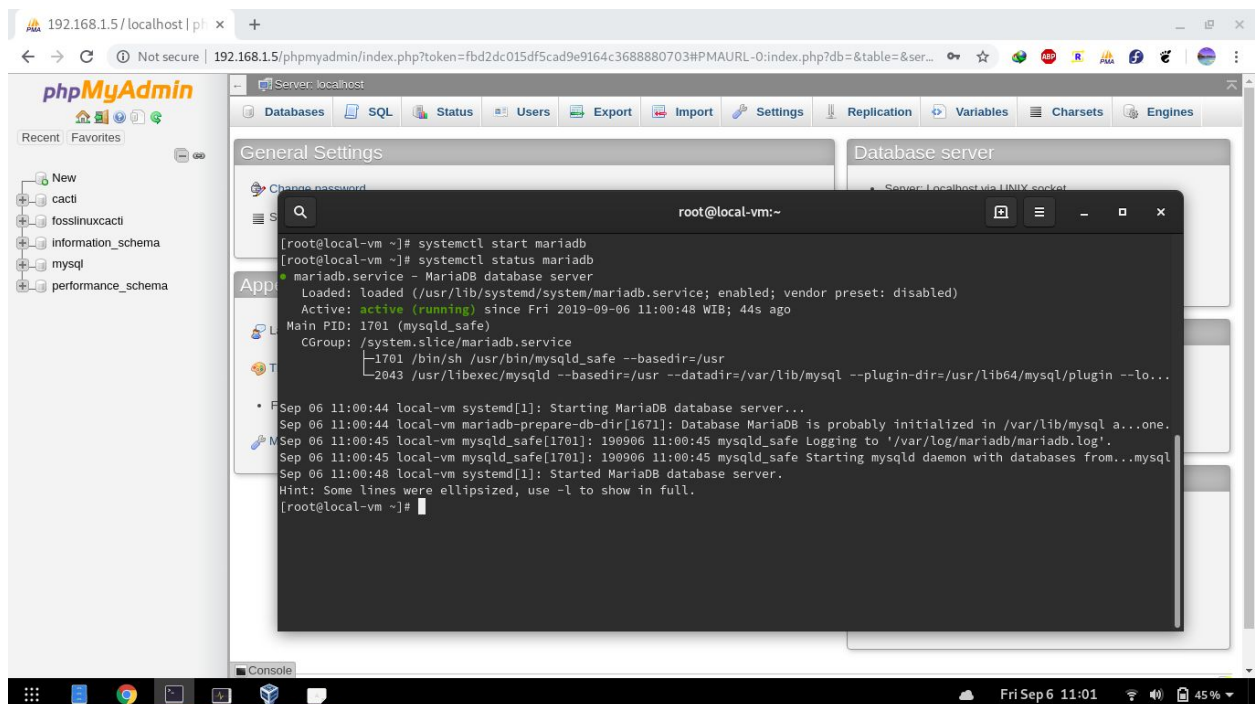 192.168.1.5 / localhost | ph
Not secure | 192.168.1.5/phpmyadmin/index.php?token=fbd2dc015df5cad9e9164c3688880703#PMAURL-0:index.php?db=&table=&ser...
phpMyAdmin
Recent Favorites
New
cacti
fosslinuxcacti
information_schema
mysql
performance_schema
Server: localhost
Databases SQL Status Users Export Import Settings Replication Variables Charsets Engines
General Settings
Database server
Change password
Server: Localhost via UNIX socket
root@local-vm:~
[root@local-vm ~]# systemctl start mariadb
[root@local-vm ~]# systemctl status mariadb
● mariadb.service - MariaDB database server
Loaded: loaded (/usr/lib/systemd/system/mariadb.service; enabled; vendor preset: disabled)
Active: active (running) since Fri 2019-09-06 11:00:48 WIB; 44s ago
Main PID: 1701 (mysqld_safe)
CGroup: /system.slice/mariadb.service
├─1701 /bin/sh /usr/bin/mysqld_safe --basedir=/usr
└─2043 /usr/libexec/mysqld --basedir=/usr --datadir=/var/lib/mysql --plugin-dir=/usr/lib64/mysql/plugin --lo...
Sep 06 11:00:44 local-vm systemd[1]: Starting MariaDB database server...
Sep 06 11:00:44 local-vm mariadb-prepare-db-dir[1671]: Database MariaDB is probably initialized in /var/lib/mysql a...one.
Sep 06 11:00:45 local-vm mysqld_safe[1701]: 190906 11:00:45 mysqld_safe Logging to '/var/log/mariadb/mariadb.log'.
Sep 06 11:00:45 local-vm mysqld_safe[1701]: 190906 11:00:45 mysqld_safe Starting mysqld daemon with databases from...mysql
Sep 06 11:00:48 local-vm systemd[1]: Started MariaDB database server.
Hint: Some lines were ellipsized, use -l to show in full.
[root@local-vm ~]#
Console
Fri Sep 6 11:01
45 %